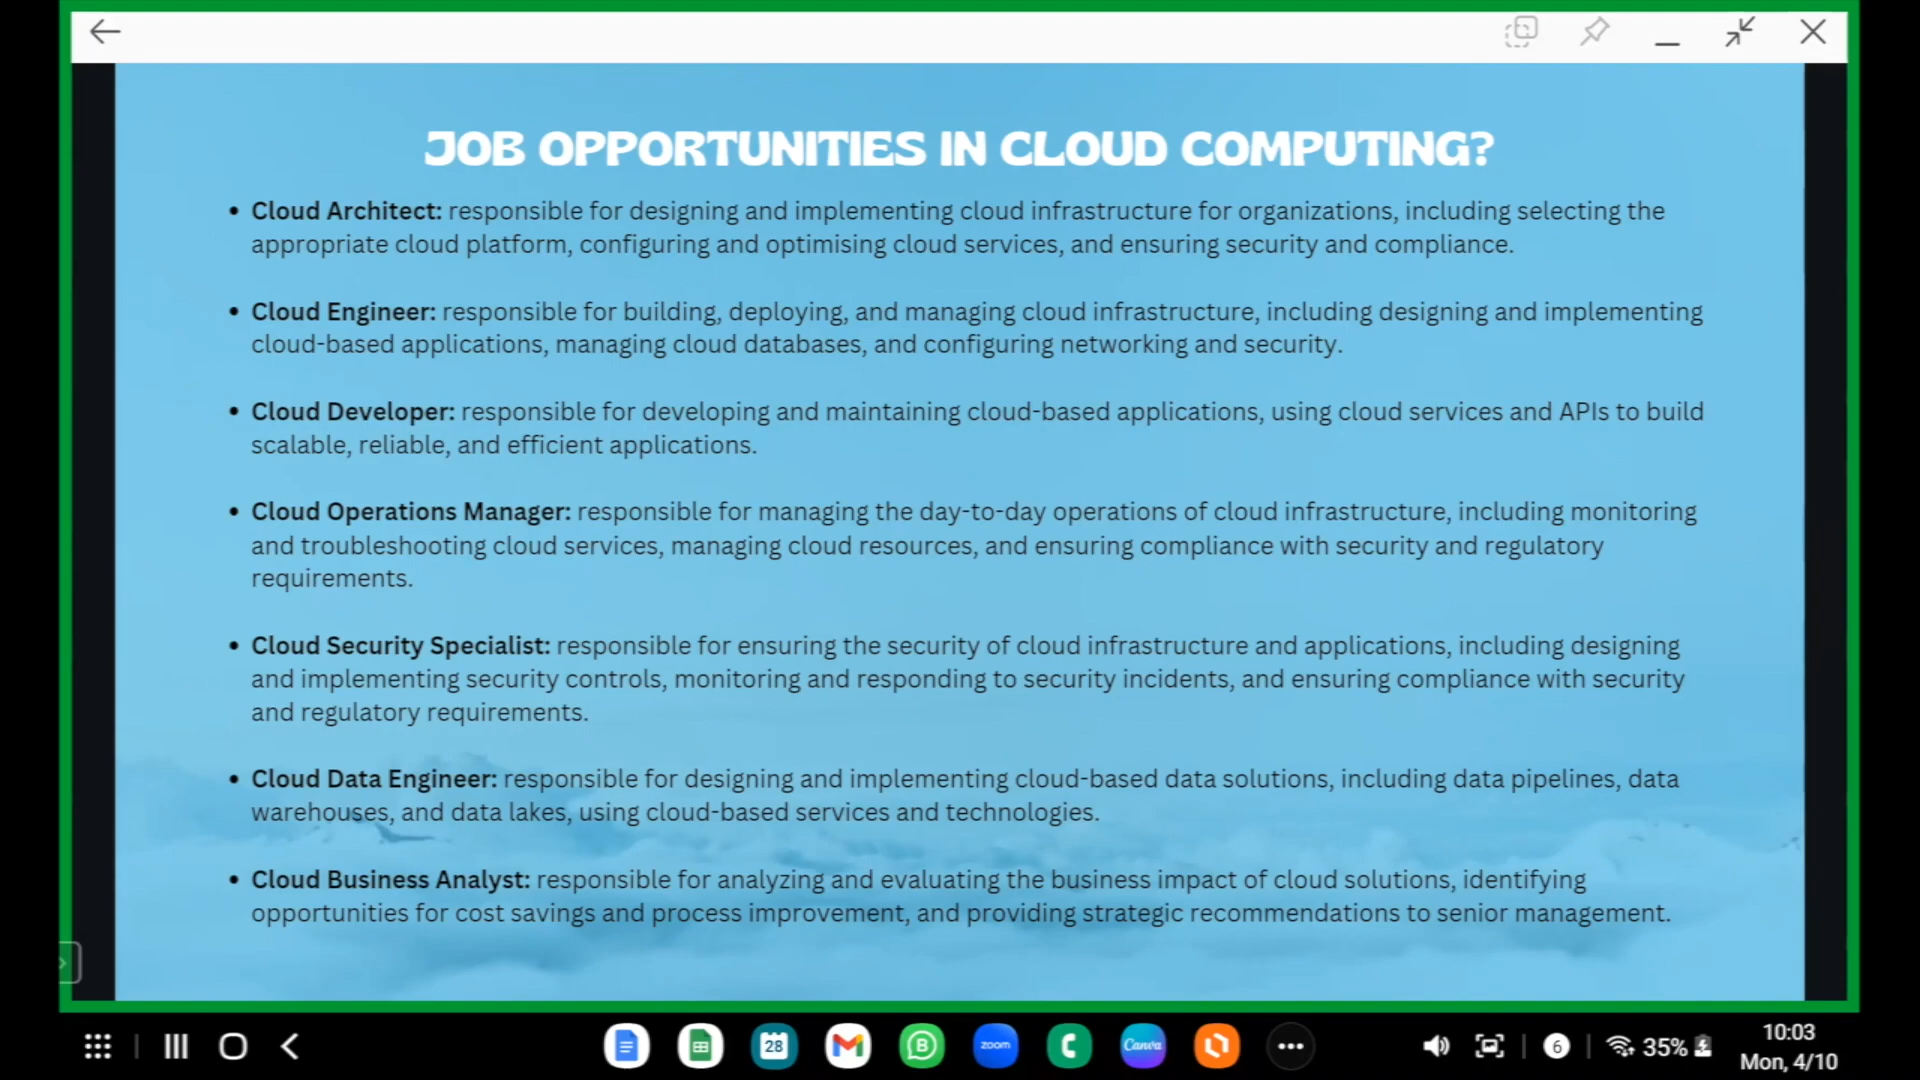 JOB OPPORTUNITIES IN CLOUD COMPUTING?
• Cloud Architect: responsible for designing and implementing cloud infrastructure for organizations, including selecting the
appropriate cloud platform, configuring and optimising cloud services, and ensuring security and compliance.
• Cloud Engineer: responsible for building, deploying, and managing cloud infrastructure, including designing and implementing
cloud-based applications, managing cloud databases, and configuring networking and security.
• Cloud Developer: responsible for developing and maintaining cloud-based applications, using cloud services and APIs to build
scalable, reliable, and efficient applications.
• Cloud Operations Manager: responsible for managing the day-to-day operations of cloud infrastructure, including monitoring
and troubleshooting cloud services, managing cloud resources, and ensuring compliance with security and regulatory
requirements.
• Cloud Security Specialist: responsible for ensuring the security of cloud infrastructure and applications, including designing
and implementing security controls, monitoring and responding to security incidents, and ensuring compliance with security
and regulatory requirements.
• Cloud Data Engineer: responsible for designing and implementing cloud-based data solutions, including data pipelines, data
warehouses, and data lakes, using cloud-based services and technologies.
• Cloud Business Analyst: responsible for analyzing and evaluating the business impact of cloud solutions, identifying
opportunities for cost savings and process improvement, and providing strategic recommendations to senior management.
28
B
zoom
Canva
6
35%
10:03
Mon, 4/10